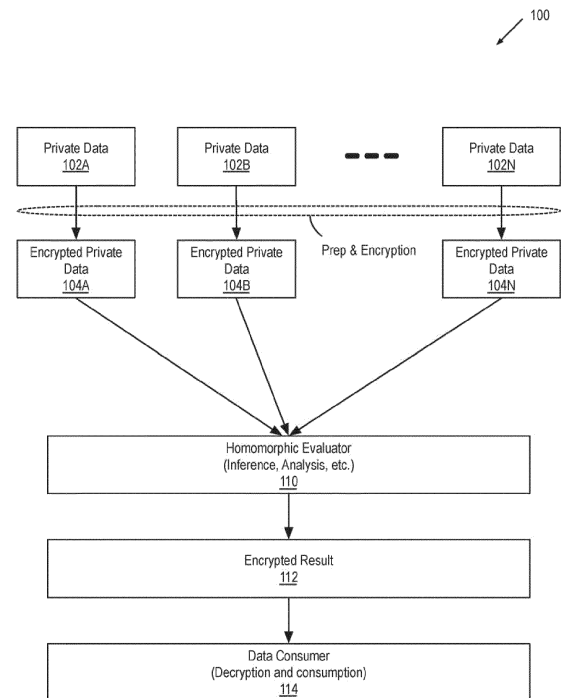 100
Private Data
102A
Private Data
102B
Private Data
102N
Prep & Encryption
Encrypted Private
Data
104A
Encrypted Private
Data
104B
Encrypted Private
Data
104N
Homomorphic Evaluator
(Inference, Analysis, etc.)
110
Encrypted Result
112
Data Consumer
(Decryption and consumption)
114